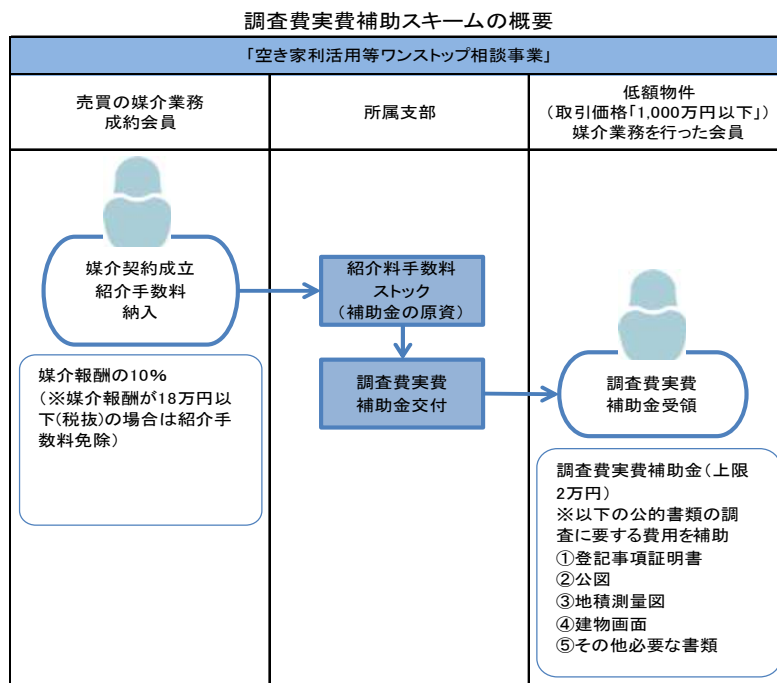 調査費実費補助スキームの概要
「空き家利活用等ワンストップ相談事業」
売買の媒介業務
成約会員
所属支部
低額物件
（取引価格「1,000万円以下」）
媒介業務を行った会員
媒介契約成立
紹介手数料
納入
紹介料手数料
ストック
（補助金の原資）
媒介報酬の10%
（※媒介報酬が18万円以
下(税抜)の場合は紹介手
数料免除）
調査費実費
補助金交付
調査費実費
補助金受領
調査費実費補助金（上限
2万円）
※以下の公的書類の調
査に要する費用を補助
①登記事項証明書
②公図
③地積測量図
④建物画面
⑤その他必要な書類